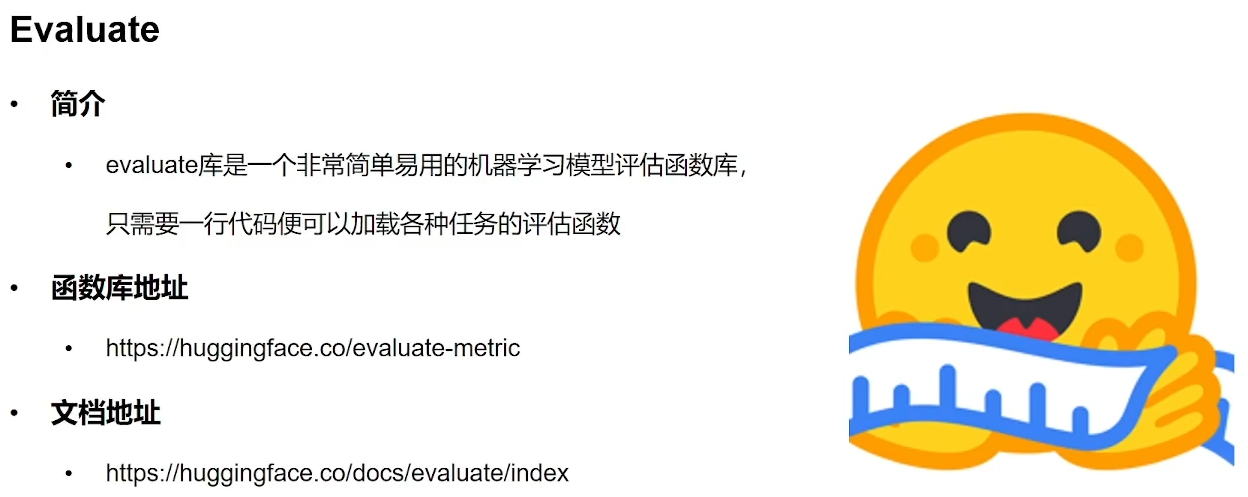 Evaluate
• 简介
• evaluate库是一个非常简单易用的机器学习模型评估函数库，
只需要一行代码便可以加载各种任务的评估函数
• 函数库地址
• https://huggingface.co/evaluate-metric
• 文档地址
• https://huggingface.co/docs/evaluate/index